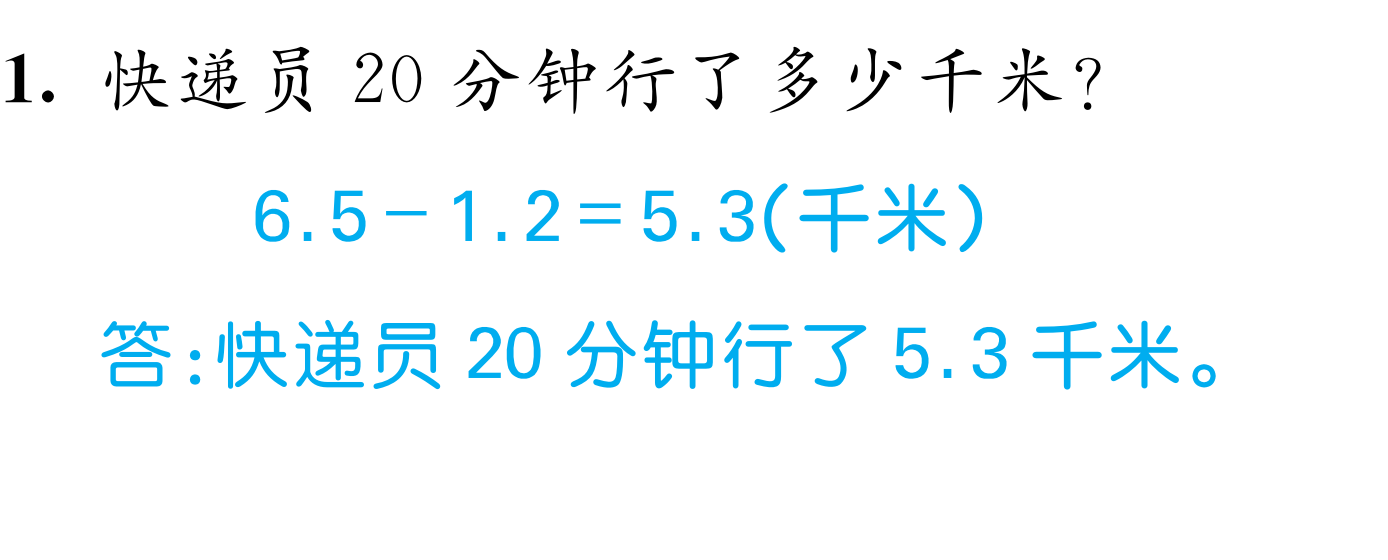 1. 快递员 20 分钟行了多少千米?
6.5－1.2＝5.3(千米)
答:快递员 20 分钟行了 5.3 千米。